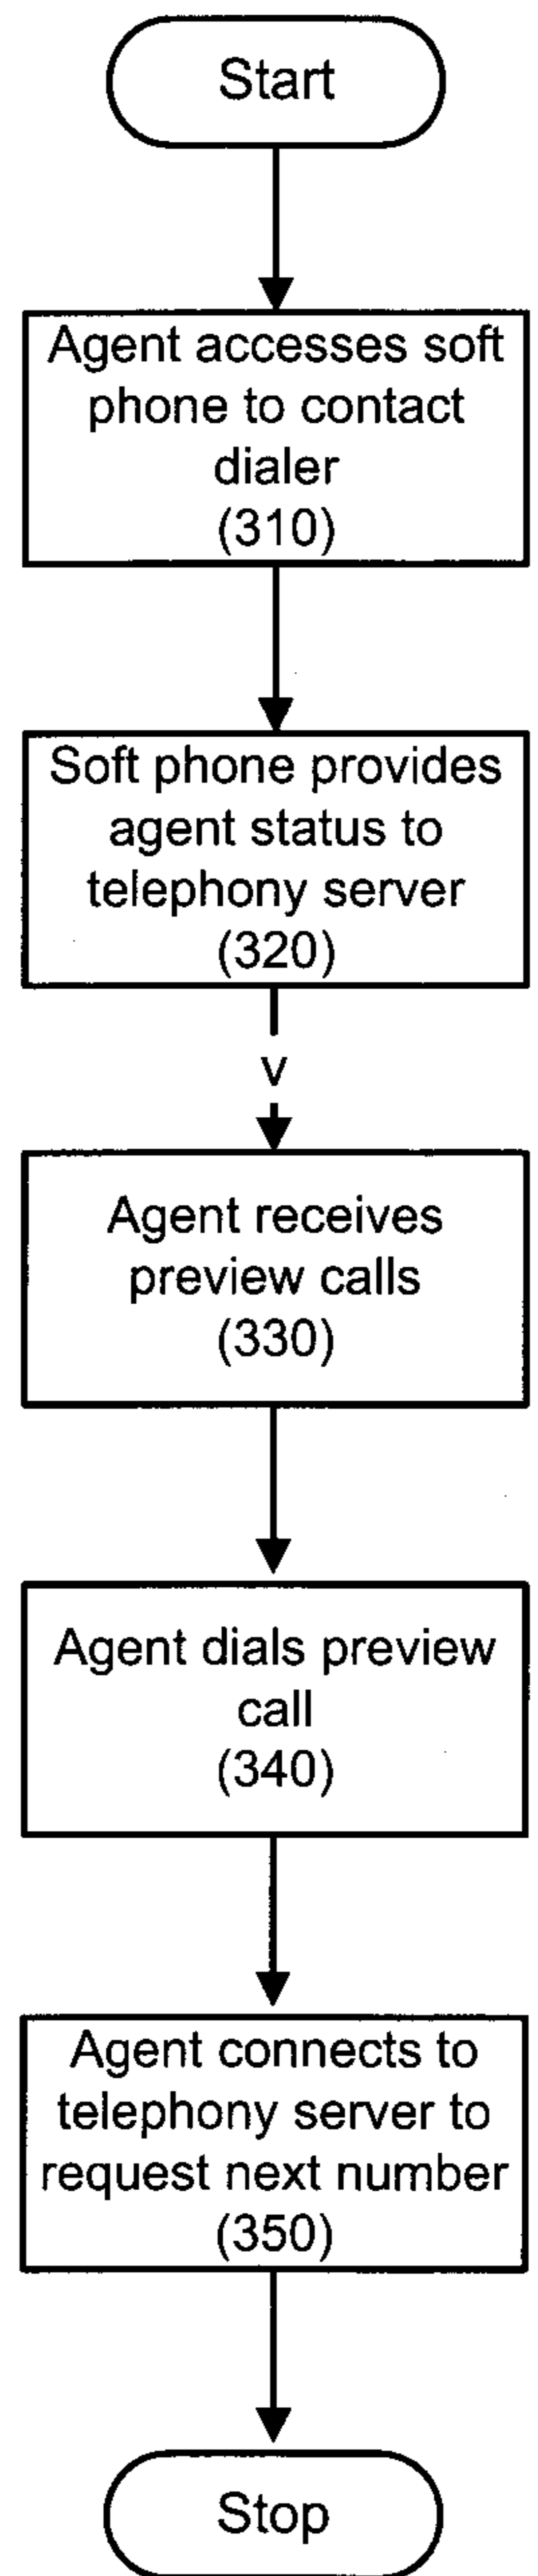 Start
Agent accesses soft
phone to contact
dialer
(310)
Soft phone provides
agent status to
telephony server
(320)
v
Agent receives
preview calls
(330)
Agent dials preview
call
(340)
Agent connects to
telephony server to
request next number
(350)
Stop